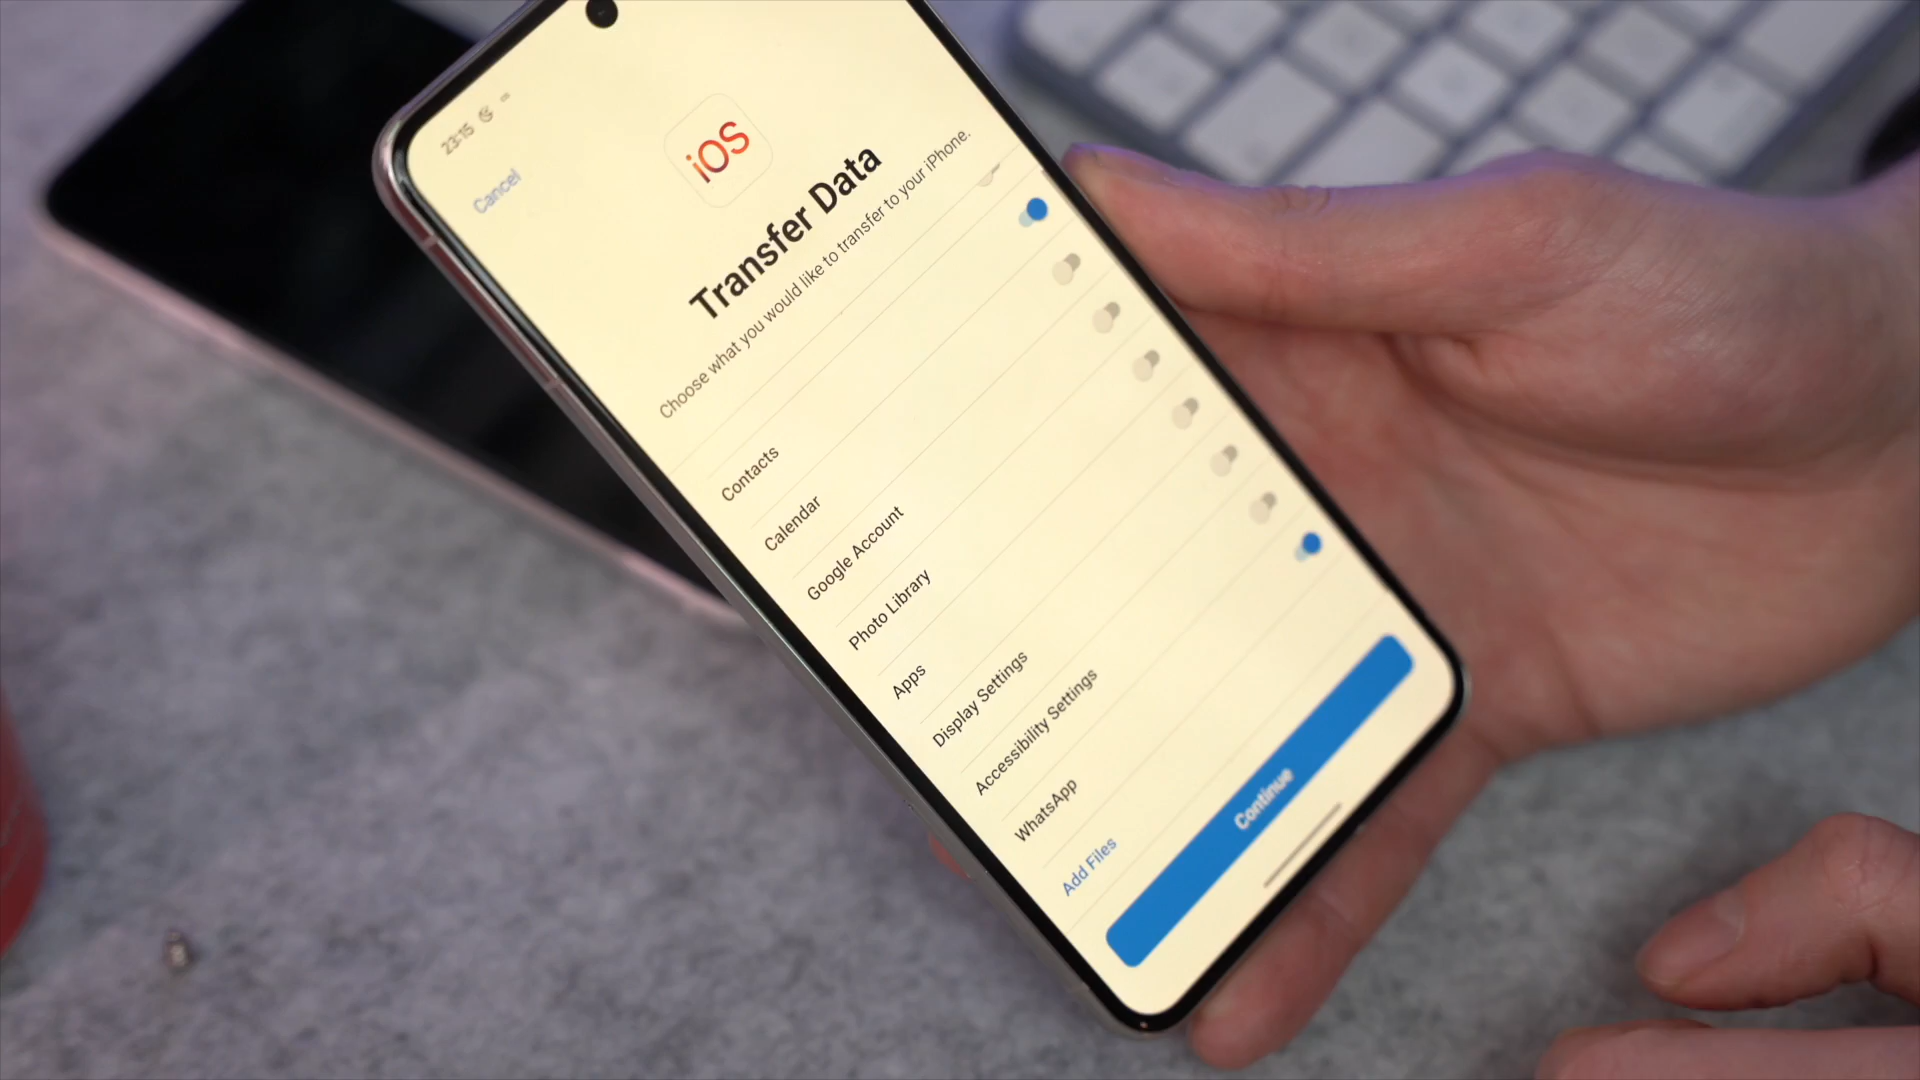 23:15
Cancel
iOS
Transfer Data
Choose what you would like to transfer to your iPhone.
Contacts
Calendar
Google Account
Photo Library
Apps
Display Settings
Accessibility Settings
WhatsApp
Add Files
Continue